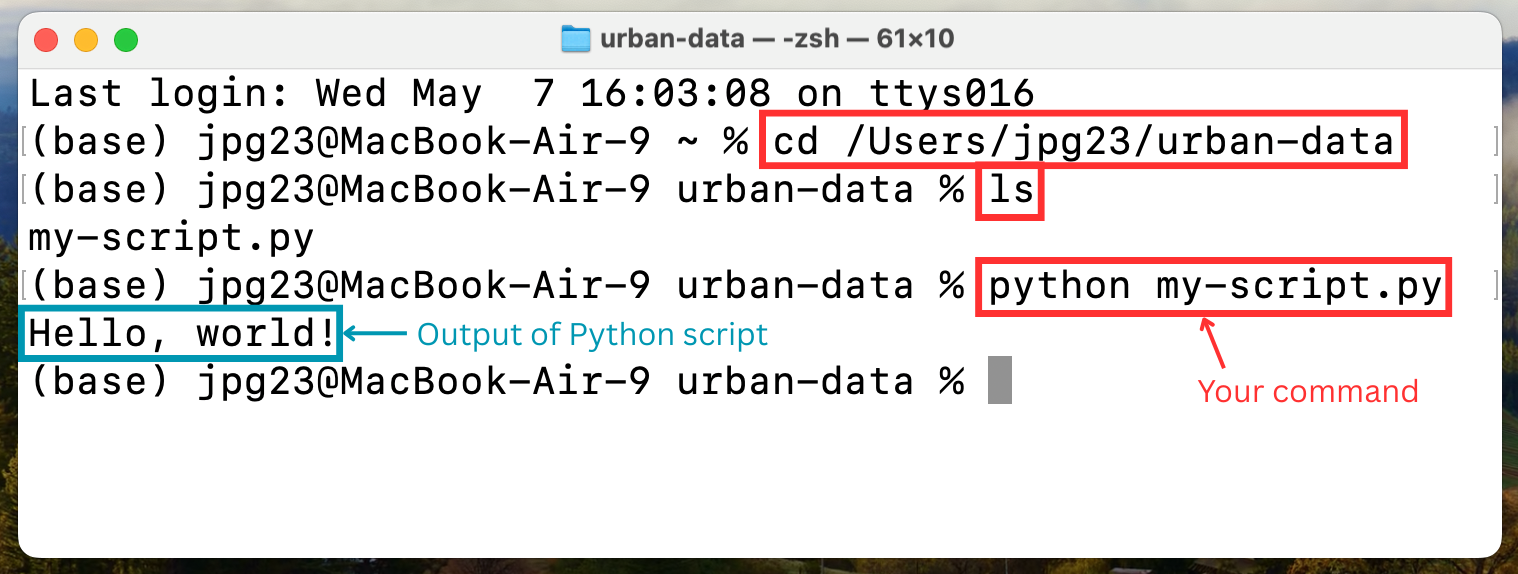 urban-data — -zsh — 61×10
Last login: Wed May  7 16:03:08 on ttys016
(base) jpg23@MacBook-Air-9 ~ % cd /Users/jpg23/urban-data
(base) jpg23@MacBook-Air-9 urban-data % ls
my-script.py
(base) jpg23@MacBook-Air-9 urban-data % python my-script.py
Hello, world! Output of Python script
(base) jpg23@MacBook-Air-9 urban-data %
Your command